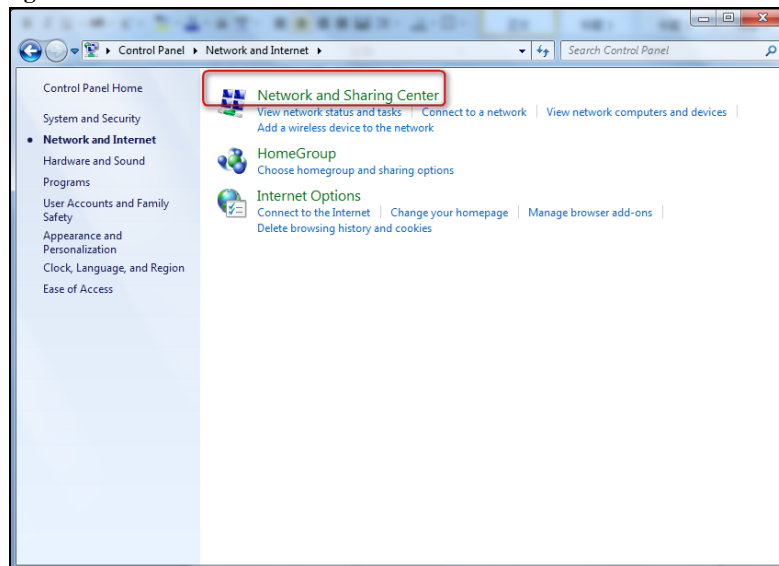 Control Panel Network and Internet Search Control Panel
Control Panel Home
System and Security
Network and Internet
Hardware and Sound
Programs
User Accounts and Family
Safety
Appearance and
Personalization
Clock, Language, and Region
Ease of Access
Network and Sharing Center
View network status and tasks Connect to a network View network computers and devices
Add a wireless device to the network
HomeGroup
Choose homegroup and sharing options
Internet Options
Connect to the Internet Change your homepage Manage browser add-ons
Delete browsing history and cookies